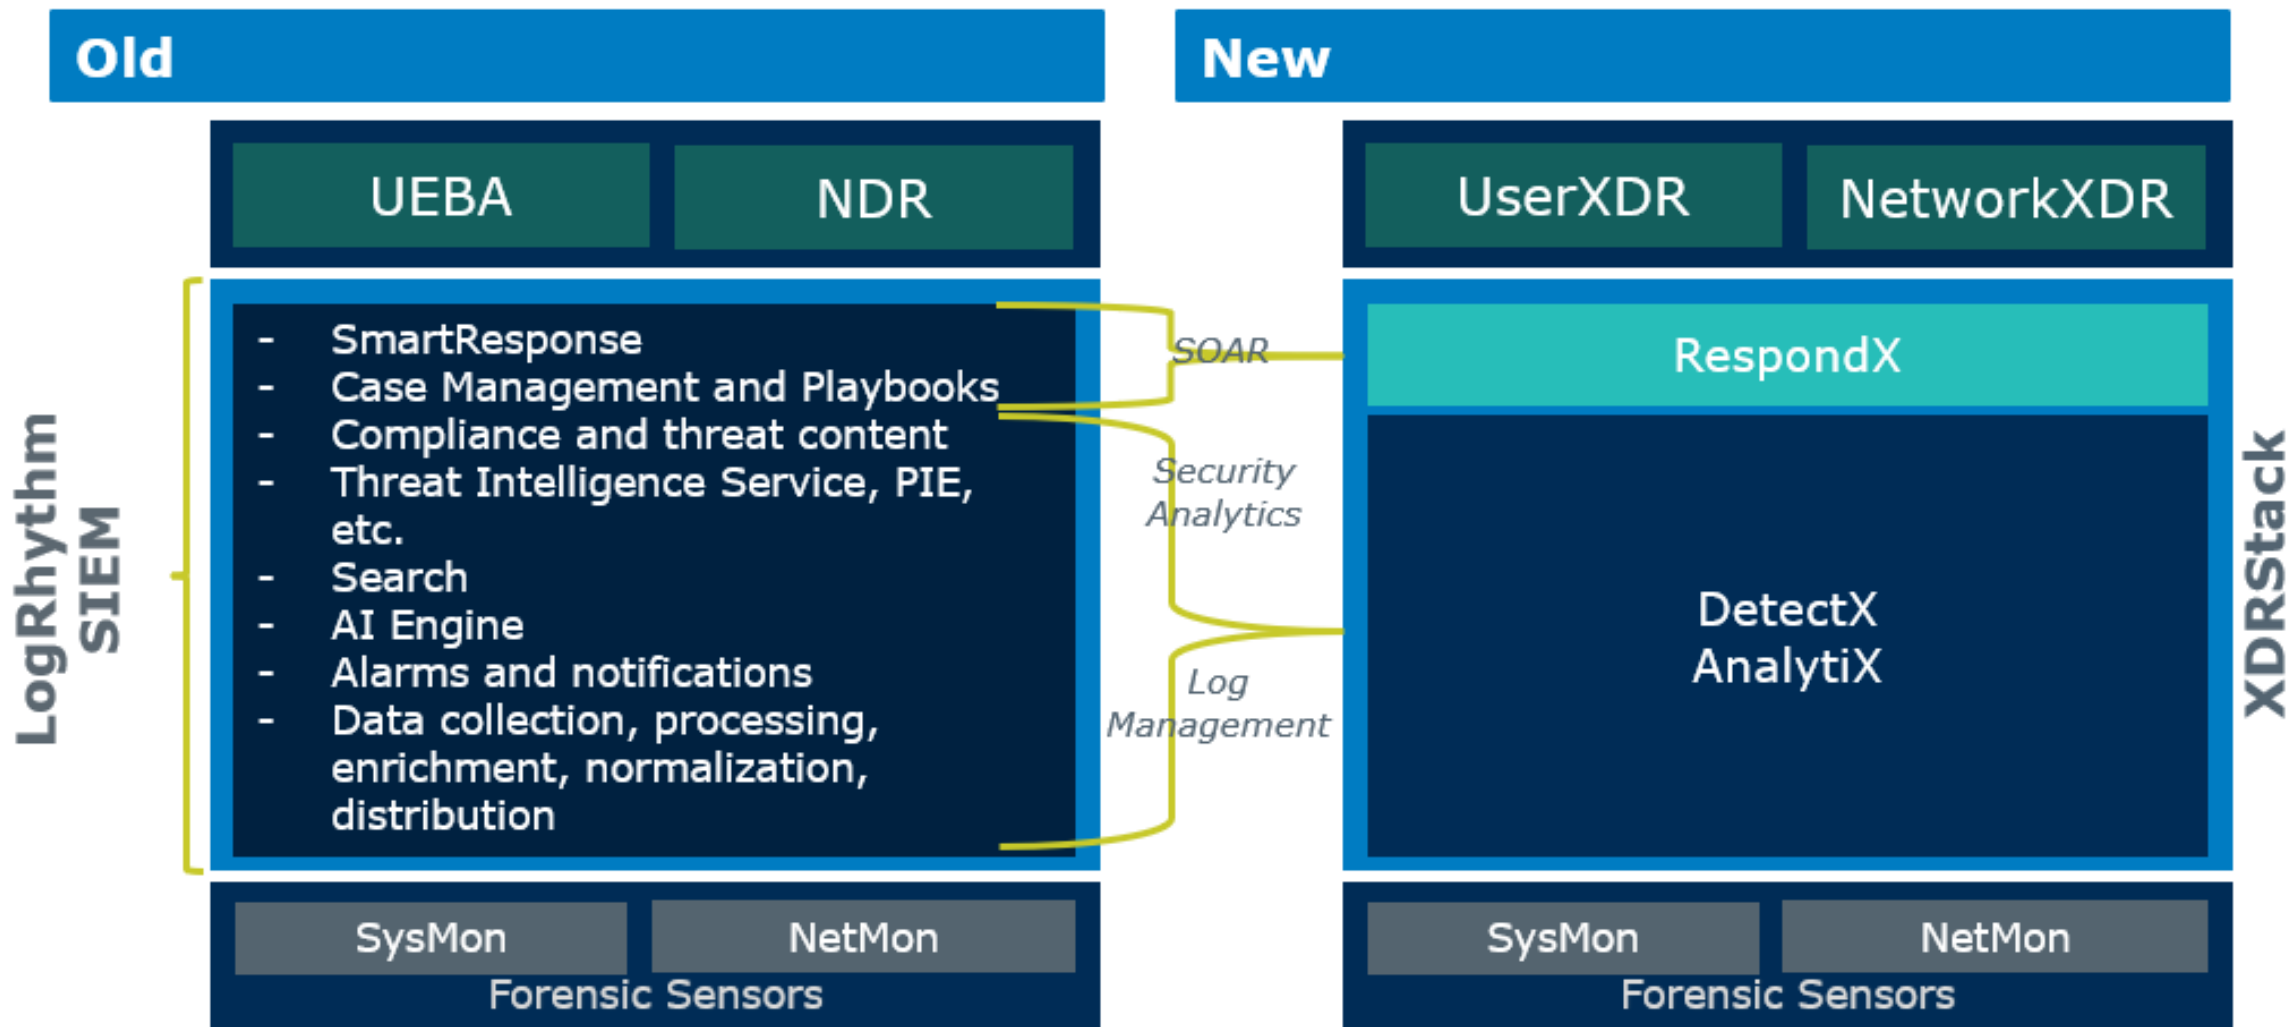 Old
New
UEBA
NDR
UserXDR
NetworkXDR
LogRhythm
SIEM
- SmartResponse
- Case Management and Playbooks
- Compliance and threat content
- Threat Intelligence Service, PIE,
etc.
- Search
- AI Engine
- Alarms and notifications
- Data collection, processing,
enrichment, normalization,
distribution
SOAR
Security
Analytics
Log
Management
RespondX
DetectX
AnalytiX
XDRStack
SysMon
NetMon
Forensic Sensors
SysMon
NetMon
Forensic Sensors